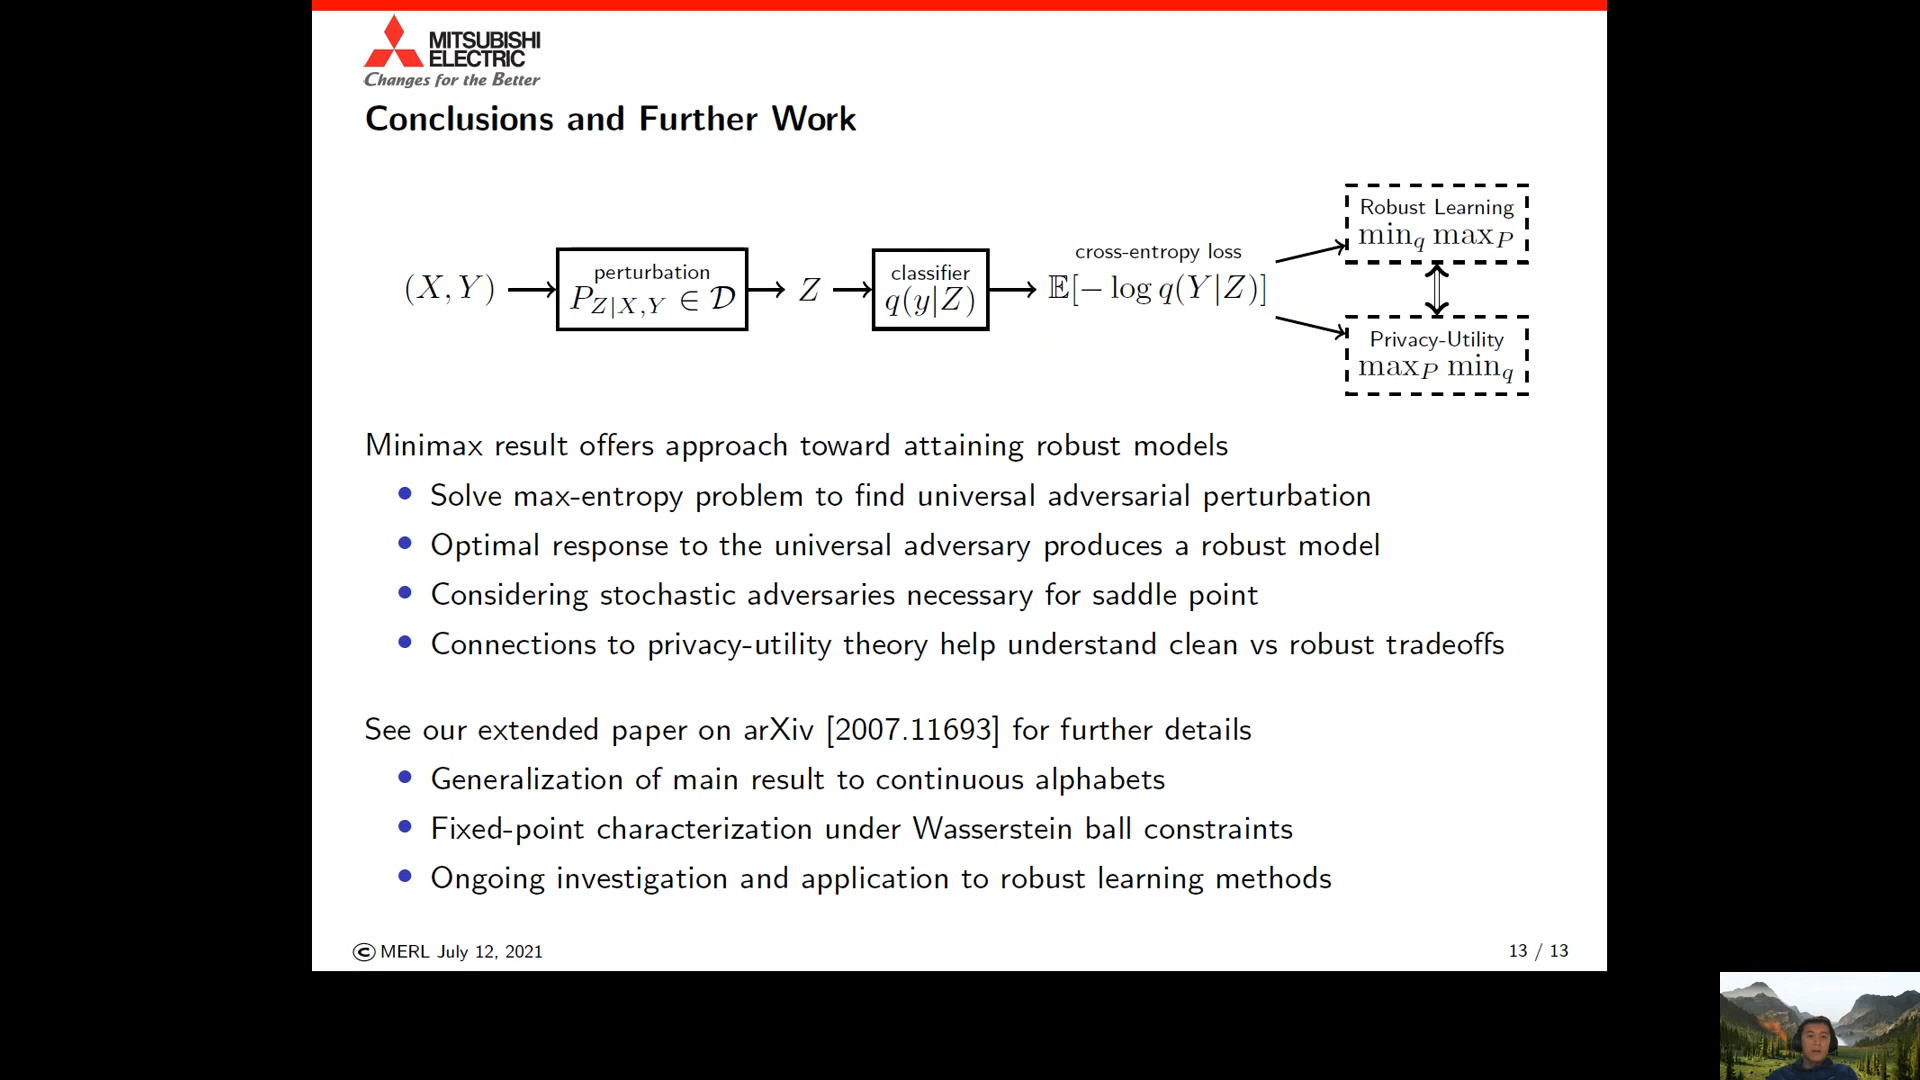 MITSUBISHI
ELECTRIC
Changes for the Better
Conclusions and Further Work
(X, Y)
perturbation
P_{Z|X,Y} ∈ 𝒟
Z
classifier
q(y|Z)
cross-entropy loss
𝔼[− log q(Y|Z)]
Robust Learning
min_q max_P
Privacy-Utility
max_P min_q
Minimax result offers approach toward attaining robust models
• Solve max-entropy problem to find universal adversarial perturbation
• Optimal response to the universal adversary produces a robust model
• Considering stochastic adversaries necessary for saddle point
• Connections to privacy-utility theory help understand clean vs robust tradeoffs
See our extended paper on arXiv [2007.11693] for further details
• Generalization of main result to continuous alphabets
• Fixed-point characterization under Wasserstein ball constraints
• Ongoing investigation and application to robust learning methods
© MERL July 12, 2021
13 / 13